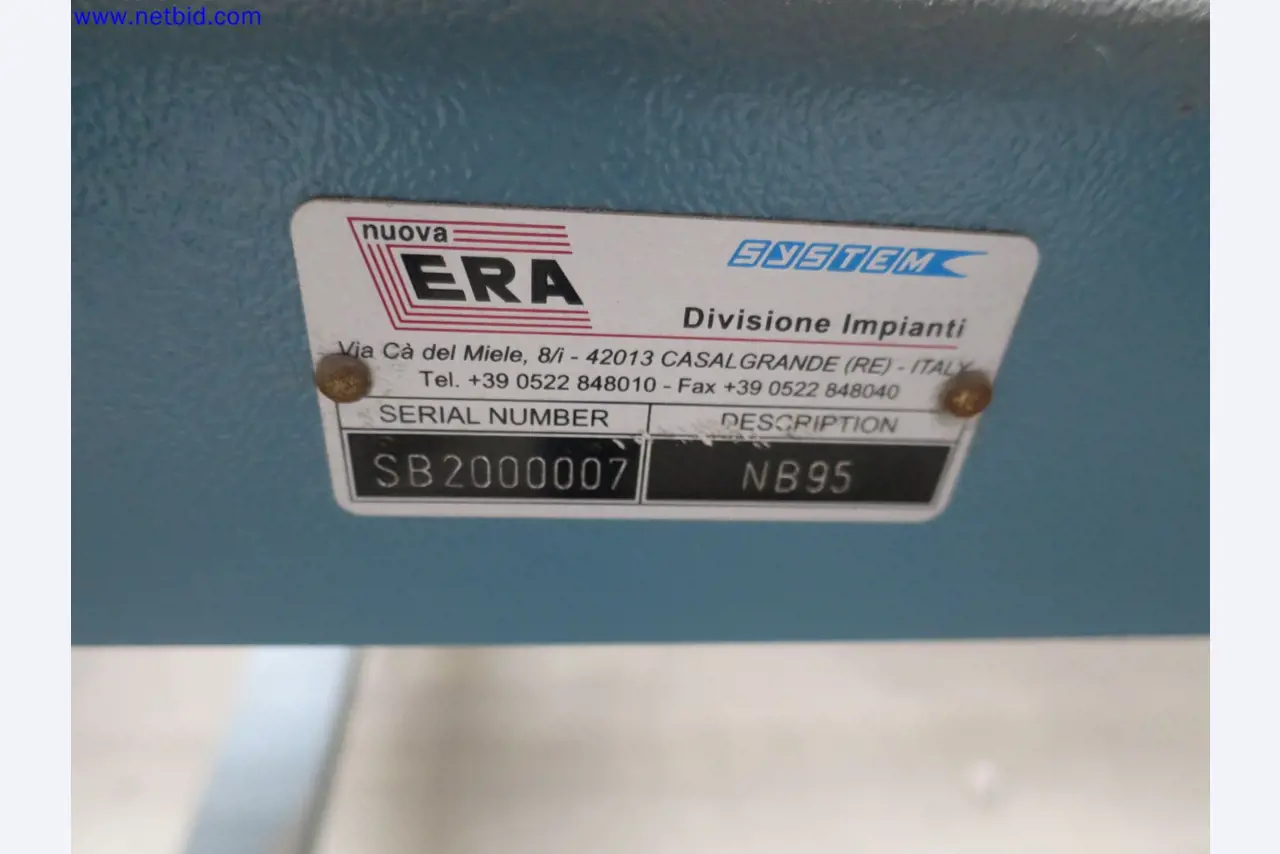 www.netbid.com
nuova
ERA
SYSTEM
Divisione Impianti
Via Cà del Miele, 8/i - 42013 CASALGRANDE (RE) - ITALY
Tel. +39 0522 848010 - Fax +39 0522 848040
SERIAL NUMBER DESCRIPTION
SB2000007 NB95